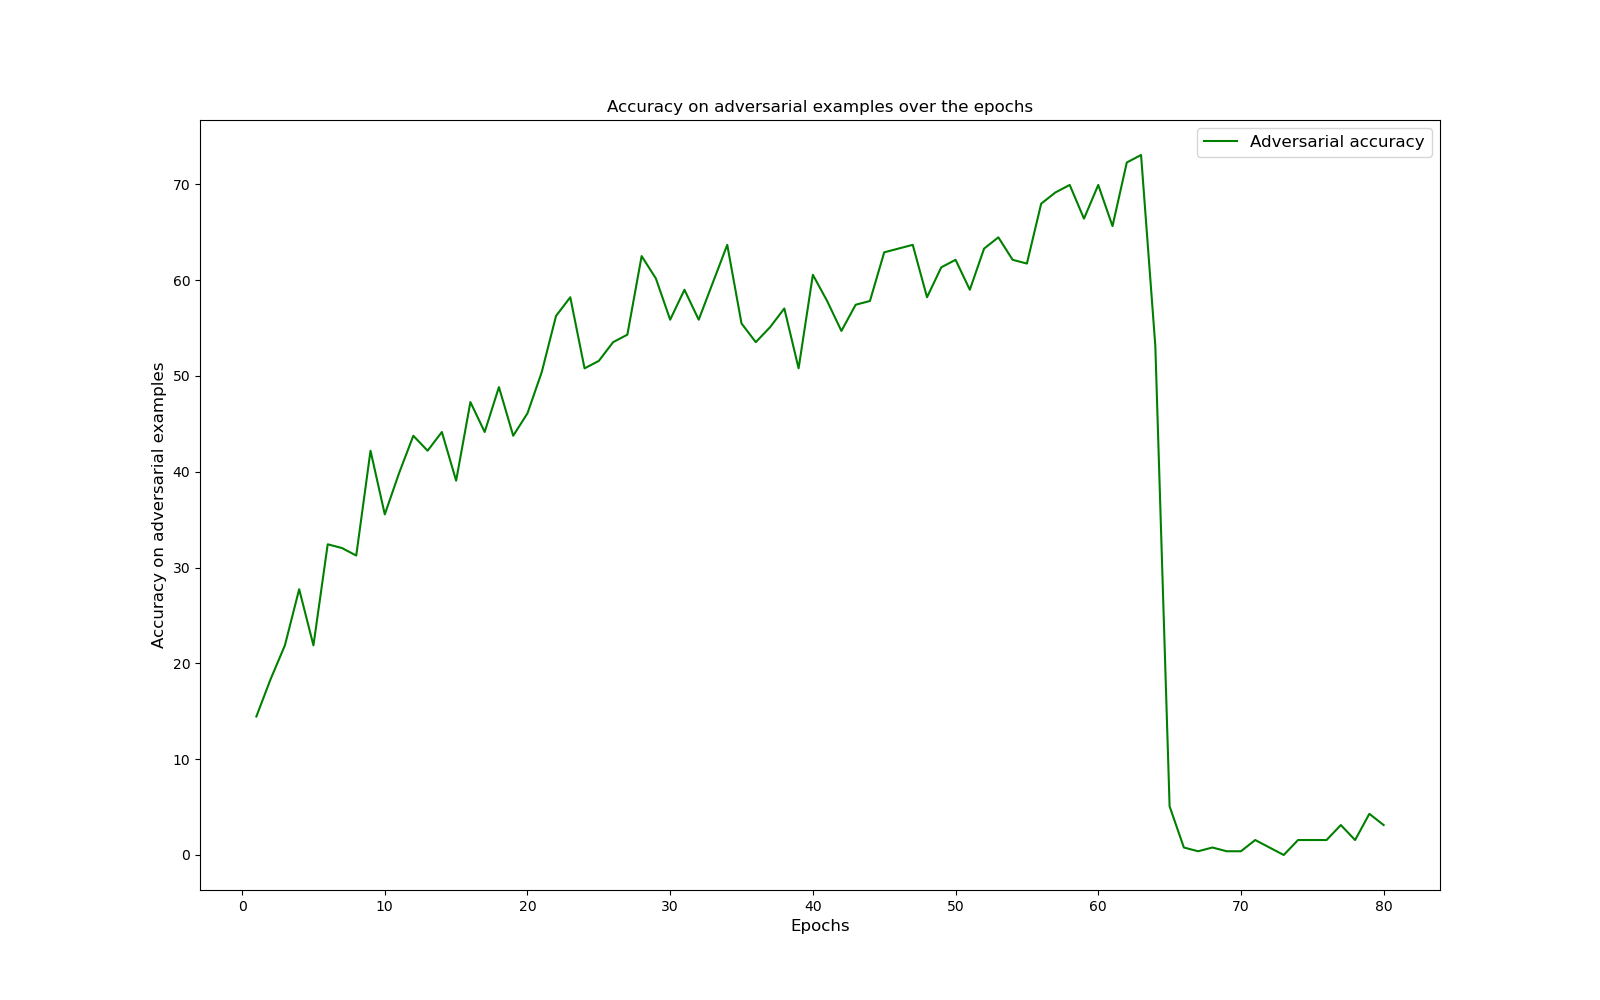 Accuracy on adversarial examples over the epochs
Adversarial accuracy
Accuracy on adversarial examples
70
60
50
40
30
20
10
0
0 10 20 30 40 50 60 70 80
Epochs